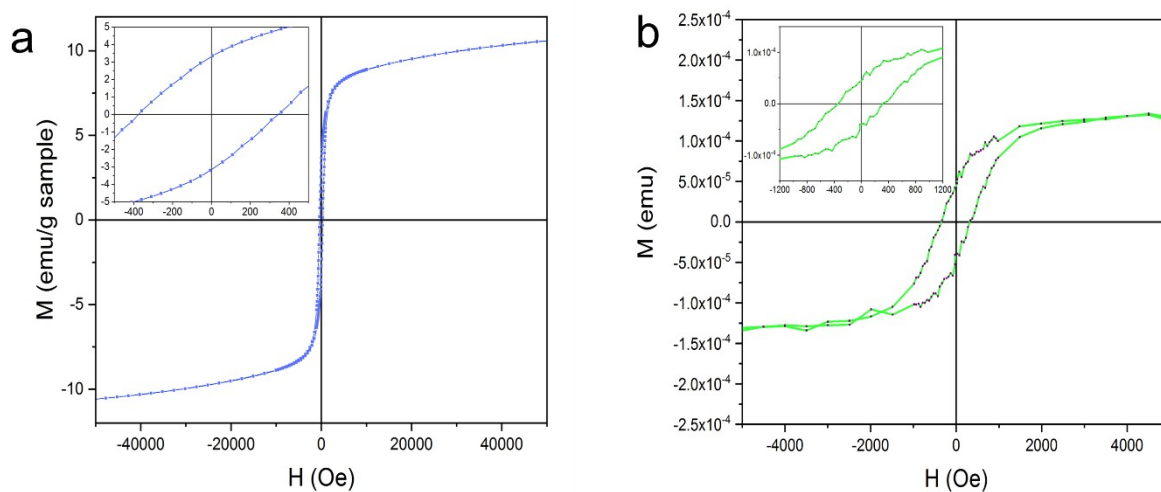 a
M (emu/g sample)
10
5
0
-5
-10
-40000 -20000 0 20000 40000
H (Oe)
5
4
3
2
1
0
-1
-2
-3
-4
-5
-400 -200 0 200 400
b
M (emu)
2.5x10⁻⁴
2.0x10⁻⁴
1.5x10⁻⁴
1.0x10⁻⁴
5.0x10⁻⁵
0.0
-5.0x10⁻⁵
-1.0x10⁻⁴
-1.5x10⁻⁴
-2.0x10⁻⁴
-2.5x10⁻⁴
-4000 -2000 0 2000 4000
H (Oe)
1.0x10⁻⁴
0.0
-1.0x10⁻⁴
-1200 -800 -400 0 400 800 1200